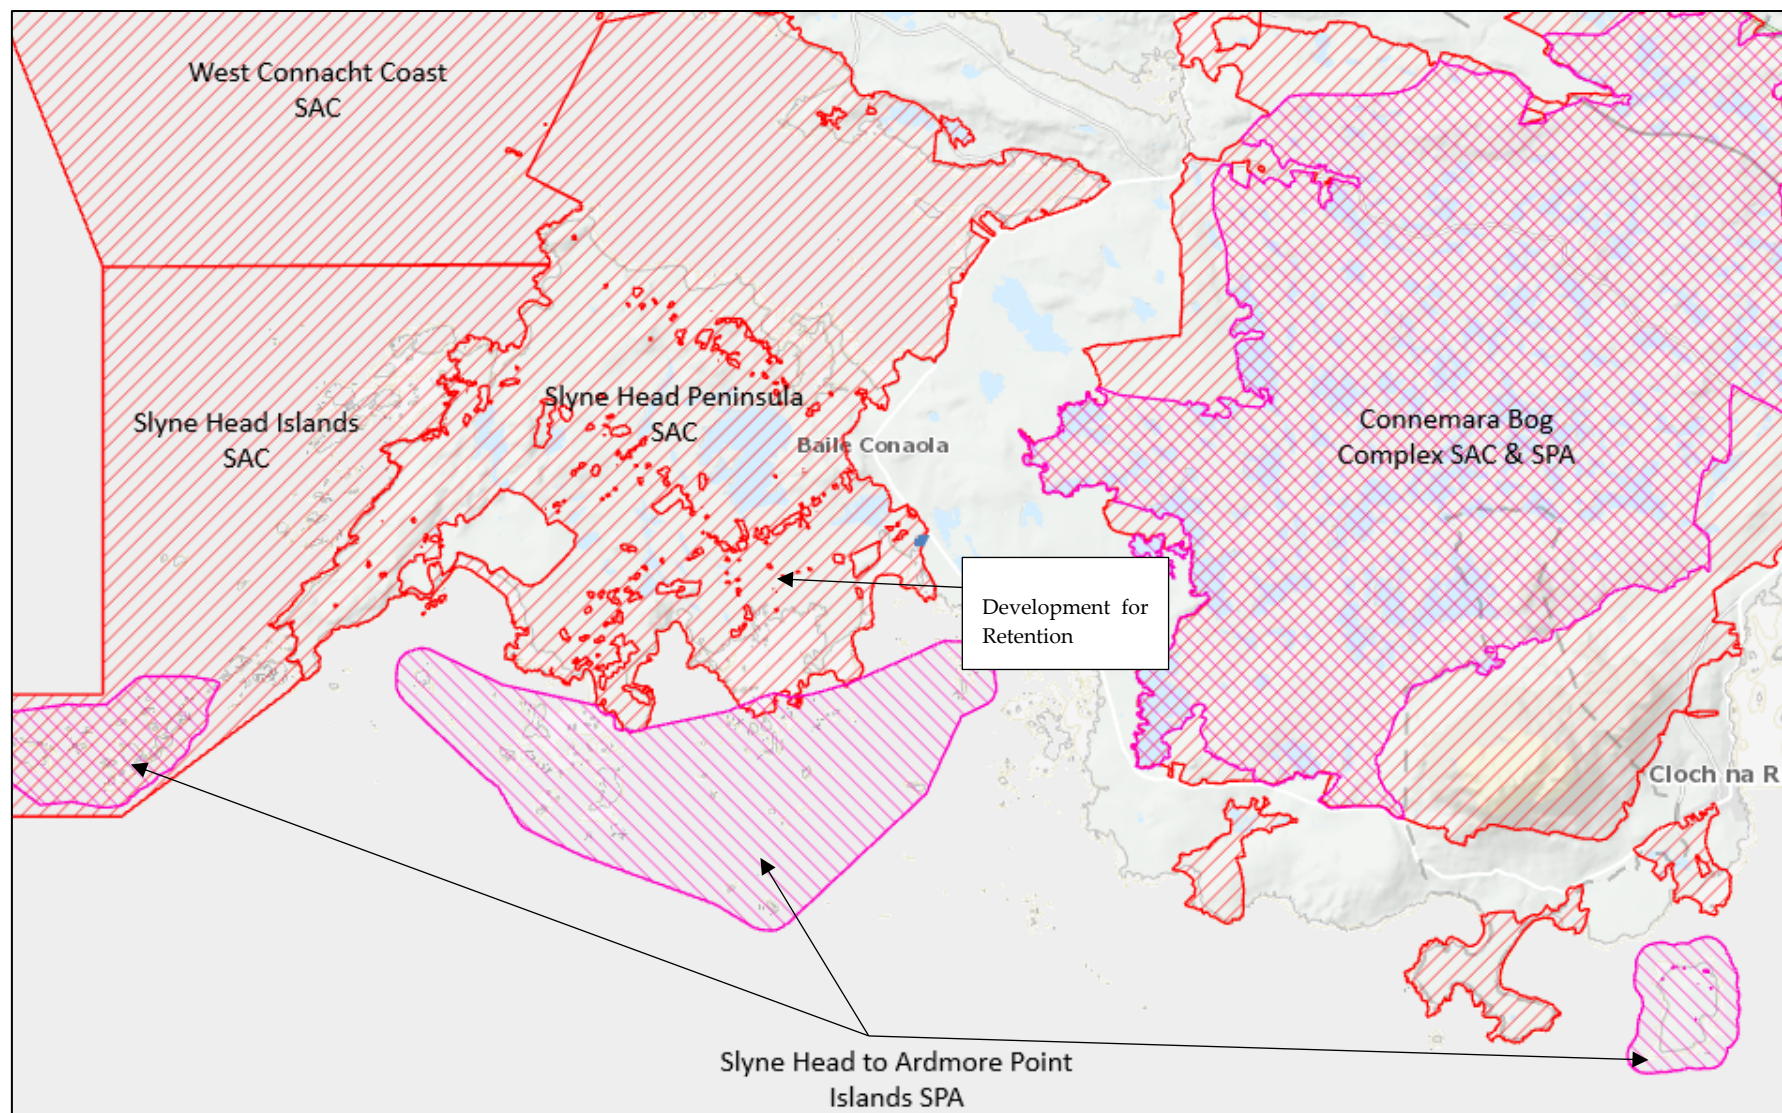 West Connacht Coast
SAC
Slyne Head Peninsula
SAC
Slyne Head Islands
SAC
Baile Conaola
Connemara Bog
Complex SAC & SPA
Development for
Retention
Cloch na R
Slyne Head to Ardmore Point
Islands SPA